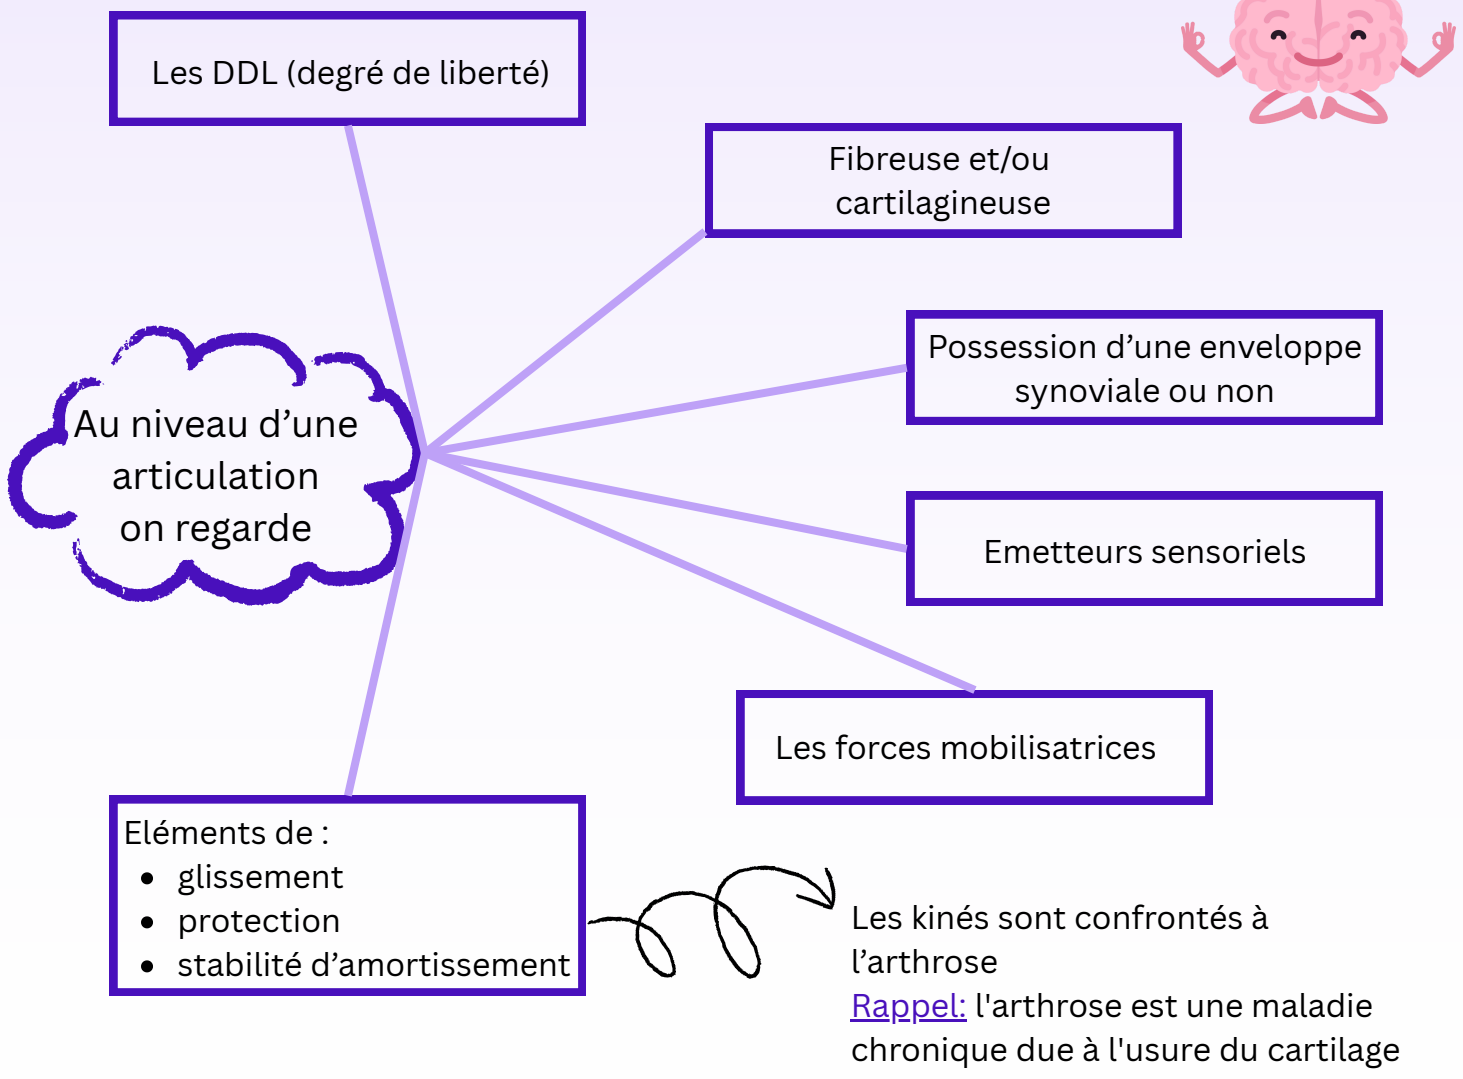 Les DDL (degré de liberté)
Fibreuse et/ou
cartilagineuse
Possession d’une enveloppe
synoviale ou non
Au niveau d’une
articulation
on regarde
Emetteurs sensoriels
Les forces mobilisatrices
Eléments de :
• glissement
• protection
• stabilité d’amortissement
Les kinés sont confrontés à
l’arthrose
Rappel: l'arthrose est une maladie
chronique due à l'usure du cartilage